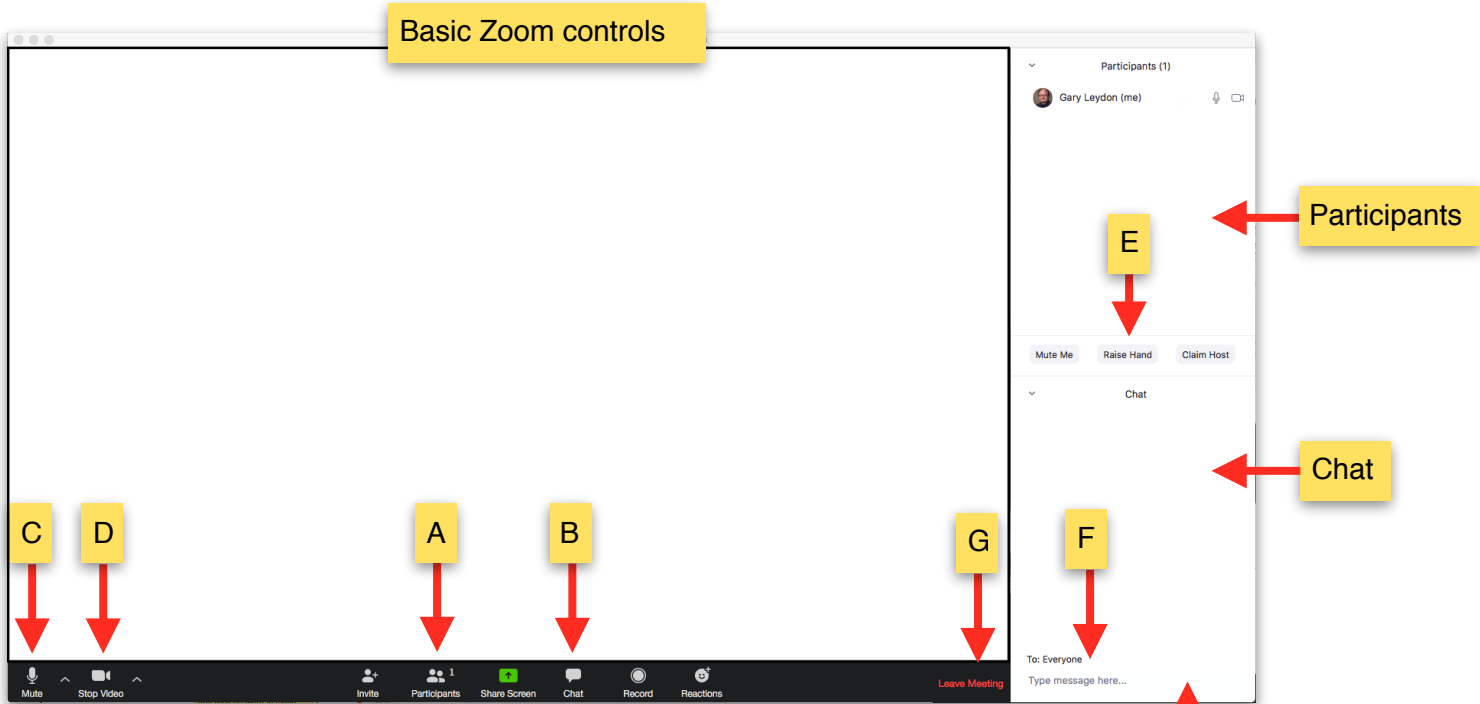 Basic Zoom controls
Participants (1)
Gary Leydon (me)
Participants
E
Mute Me Raise Hand Claim Host
Chat
Chat
C D A B G F
To: Everyone
Type message here...
Mute Stop Video Invite Participants 1 Share Screen Chat Record Reactions Leave Meeting